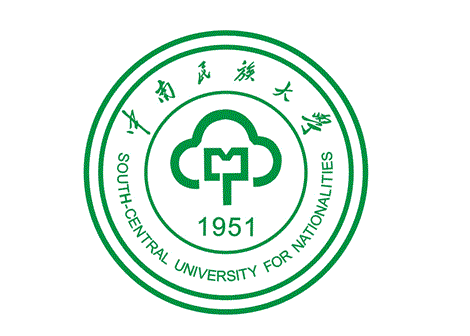 中南民族大学
1951
SOUTH-CENTRAL UNIVERSITY FOR NATIONALITIES